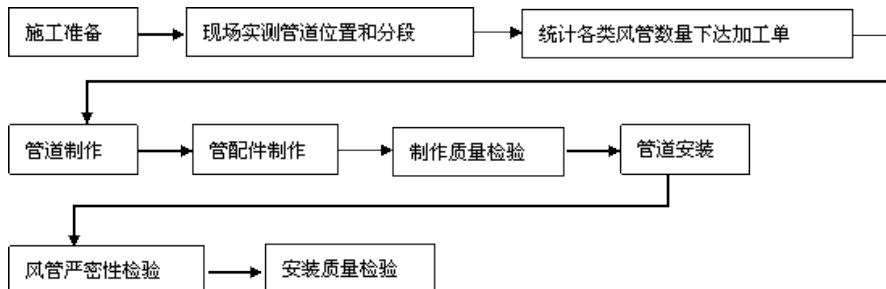 施工准备
现场实测管道位置和分段
统计各类风管数量下达加工单
管道制作
管配件制作
制作质量检验
管道安装
风管严密性检验
安装质量检验